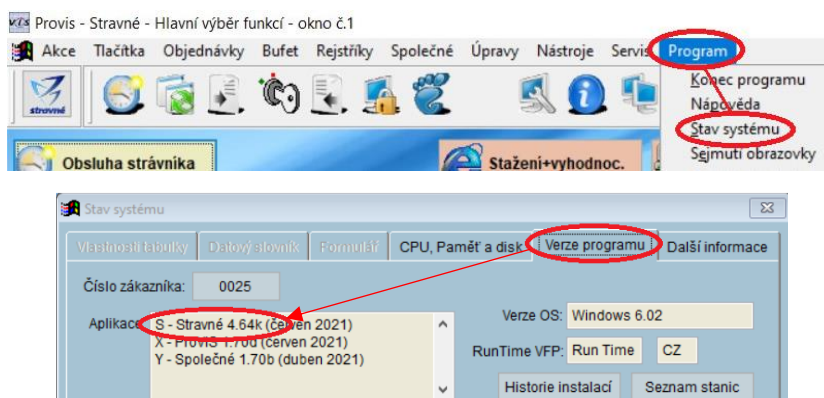 Provis - Stravné - Hlavní výběr funkcí - okno č.1
Akce Tlačítka Objednávky Bufet Rejstříky Společné Úpravy Nástroje Servis Program
Konec programu
Nápověda
Stav systému
Sejmutí obrazovky
stravné
Obsluha strávníka
Stažení+vyhodnoc.
Stav systému
Vlastnosti tabulky Datový slovník Formulář CPU, Paměť a disk Verze programu Další informace
Číslo zákazníka: 0025
Aplikace S - Stravné 4.64k (červen 2021)
X - ProVIS 1.70d (červen 2021)
Y - Společné 1.70b (duben 2021)
Verze OS: Windows 6.02
RunTime VFP: Run Time CZ
Historie instalací Seznam stanic